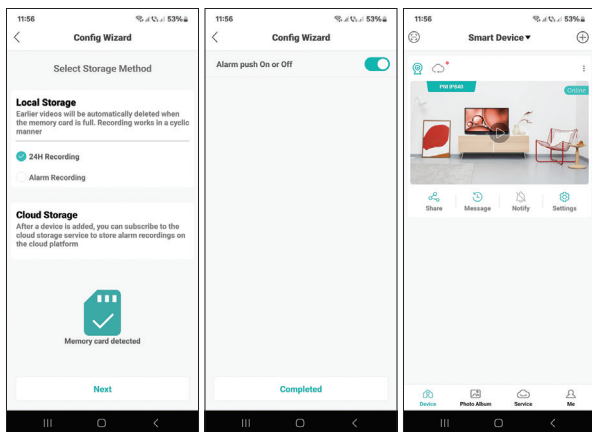 11:56
53%
Config Wizard
Select Storage Method
Local Storage
Earlier videos will be automatically deleted when
the memory card is full. Recording works in a cyclic
manner
24H Recording
Alarm Recording
Cloud Storage
After a device is added, you can subscribe to the
cloud storage service to store alarm recordings on
the cloud platform
Memory card detected
Next
11:56
53%
Config Wizard
Alarm push On or Off
Completed
11:56
53%
Smart Device
PNI IP840
Online
Share
Message
Notify
Settings
Device
Photo Album
Service
Me